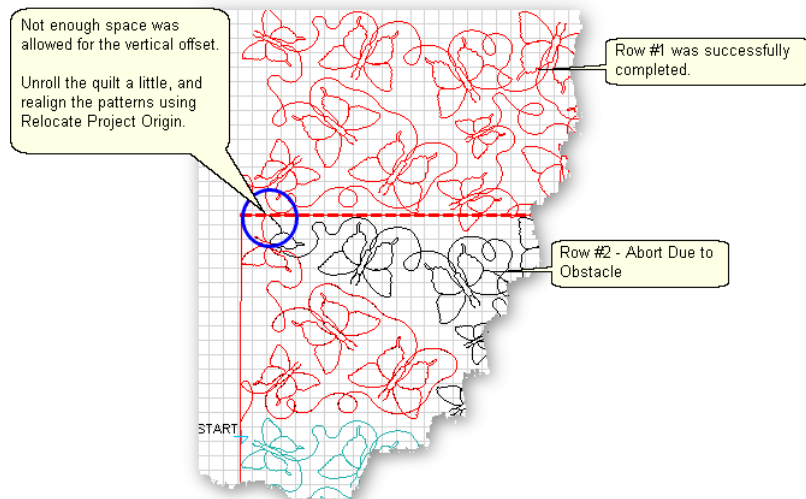 Not enough space was
allowed for the vertical offset.
Unroll the quilt a little, and
realign the patterns using
Relocate Project Origin.
Row #1 was successfully
completed.
Row #2 - Abort Due to
Obstacle
START